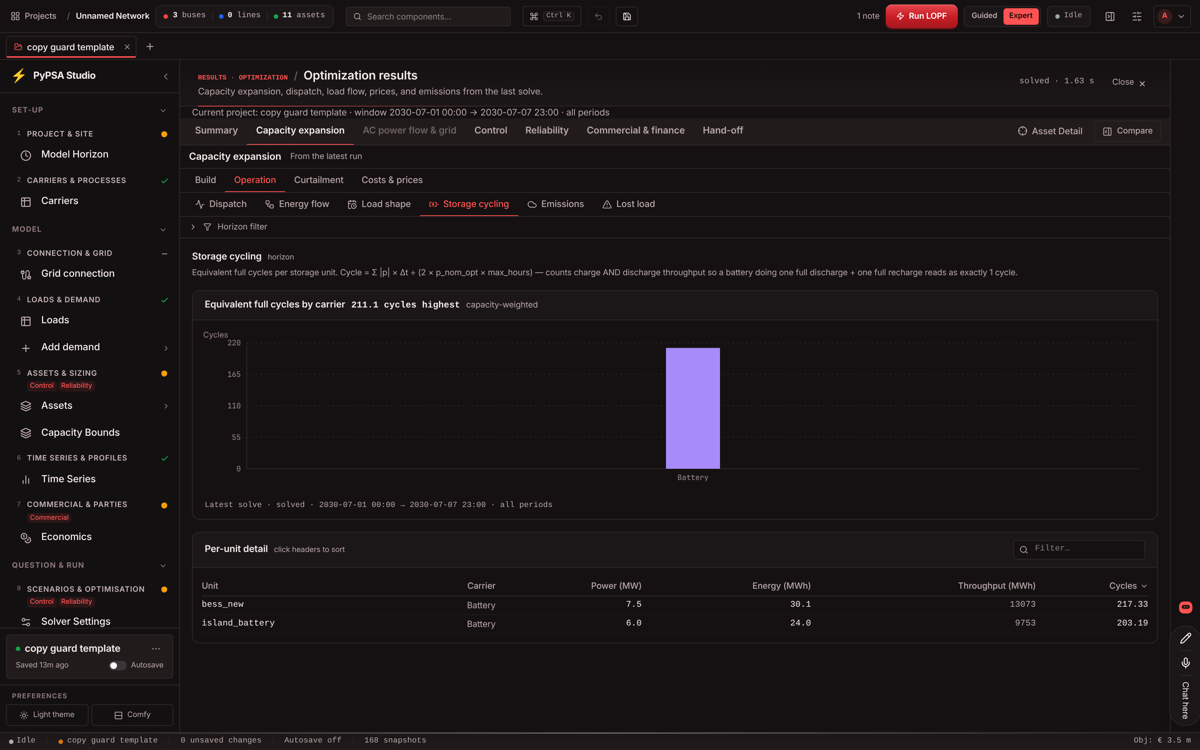 Projects / Unnamed Network 3 buses 0 lines 11 assets Search components... ⌘ Ctrl K 1 note Run LOPF Guided Expert Idle A
copy guard template × +
PyPSA Studio
SET-UP
1 PROJECT & SITE
Model Horizon
2 CARRIERS & PROCESSES
Carriers
MODEL
3 CONNECTION & GRID
Grid connection
4 LOADS & DEMAND
Loads
Add demand
5 ASSETS & SIZING
Control Reliability
Assets
Capacity Bounds
6 TIME SERIES & PROFILES
Time Series
7 COMMERCIAL & PARTIES
Commercial
Economics
QUESTION & RUN
8 SCENARIOS & OPTIMISATION
Control Reliability
Solver Settings
copy guard template ...
Saved 13m ago Autosave
PREFERENCES
Light theme Comfy
RESULTS · OPTIMIZATION / Optimization results
Capacity expansion, dispatch, load flow, prices, and emissions from the last solve.
solved · 1.63 s Close ×
Current project: copy guard template · window 2030-07-01 00:00 → 2030-07-07 23:00 · all periods
Summary Capacity expansion AC power flow & grid Control Reliability Commercial & finance Hand-off Asset Detail Compare
Capacity expansion From the latest run
Build Operation Curtailment Costs & prices
Dispatch Energy flow Load shape Storage cycling Emissions Lost load
Horizon filter
Storage cycling horizon
Equivalent full cycles per storage unit. Cycle = Σ |p| × Δt ÷ (2 × p_nom_opt × max_hours) — counts charge AND discharge throughput so a battery doing one full discharge + one full recharge reads as exactly 1 cycle.
Equivalent full cycles by carrier 211.1 cycles highest capacity-weighted
Cycles
220
165
110
55
0
Battery
Latest solve · solved · 2030-07-01 00:00 → 2030-07-07 23:00 · all periods
Per-unit detail click headers to sort Filter…
Unit Carrier Power (MW) Energy (MWh) Throughput (MWh) Cycles
bess_new Battery 7.5 30.1 13073 217.33
island_battery Battery 6.0 24.0 9753 203.19
Chat here
Idle copy guard template 0 unsaved changes Autosave off 168 snapshots Obj: € 3.5 m